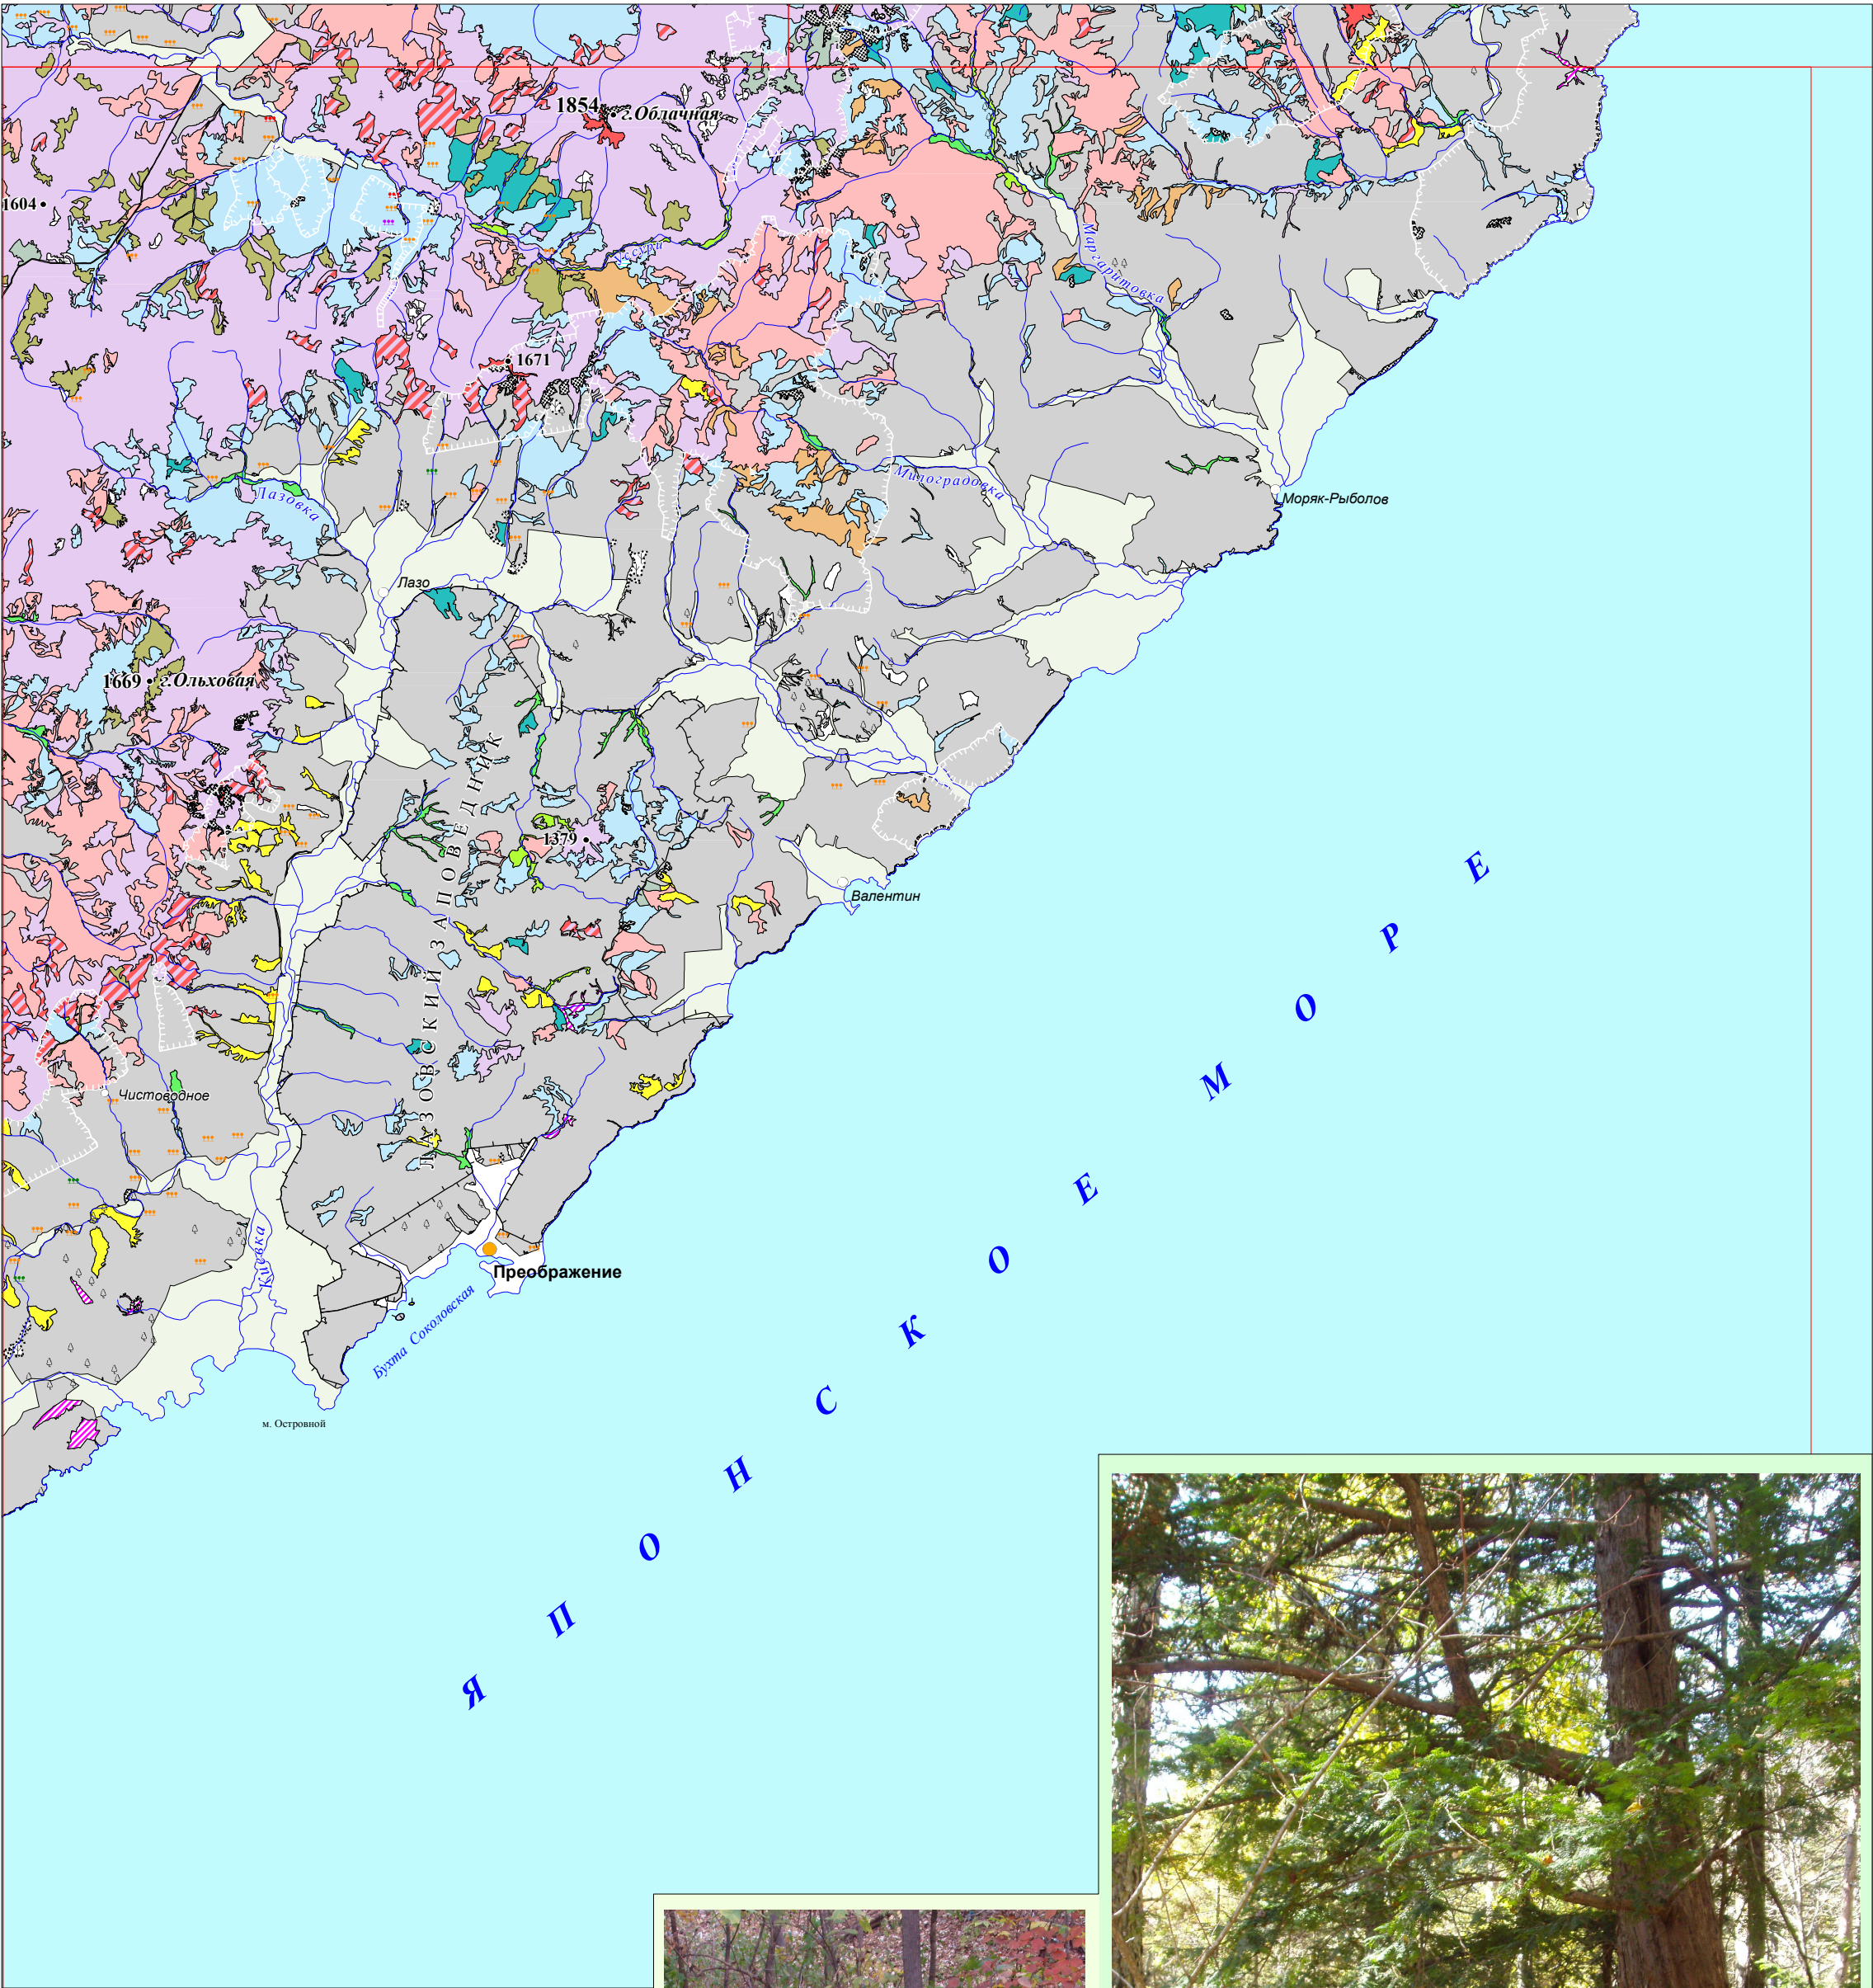 1854
г.Облачная
1604
Уссури
Маргаритовка
1671
Милоградовка
Лазовка
Моряк-Рыболов
Лазо
1669
г.Ольховая
ЛАЗОВСКИЙ ЗАПОВЕДНИК
1379
Валентин
Чистоводное
Киевка
Преображение
Бухта Соколовская
м. Островной
ЯПОНСКОЕ МОРЕ